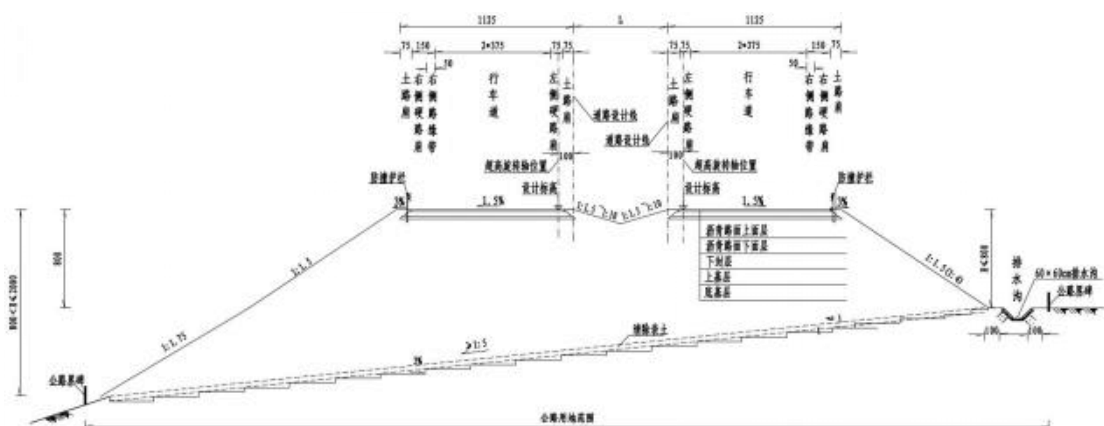 1125
L
1125
75
150
2*375
75
75
75
75
2*375
150
75
50
50
土路肩
右侧硬路肩
右侧路缘带
行车道
左侧硬路肩
土路肩
道路设计线
道路设计线
土路肩
左侧硬路肩
行车道
右侧路缘带
右侧硬路肩
土路肩
100
100
超高旋转轴位置
超高旋转轴位置
防撞护栏
设计标高
设计标高
防撞护栏
3%
1.5%
1.5%
3%
沥青路面上面层
沥青路面下面层
下封层
上基层
底基层
800
800<H≤2000
1:1.5
1:1.75
H≤800
1:1.5(1:4)
排水沟
60×60cm排水沟
公路界碑
100
100
清除表土
≥1:5
3%
公路界碑
公路用地范围